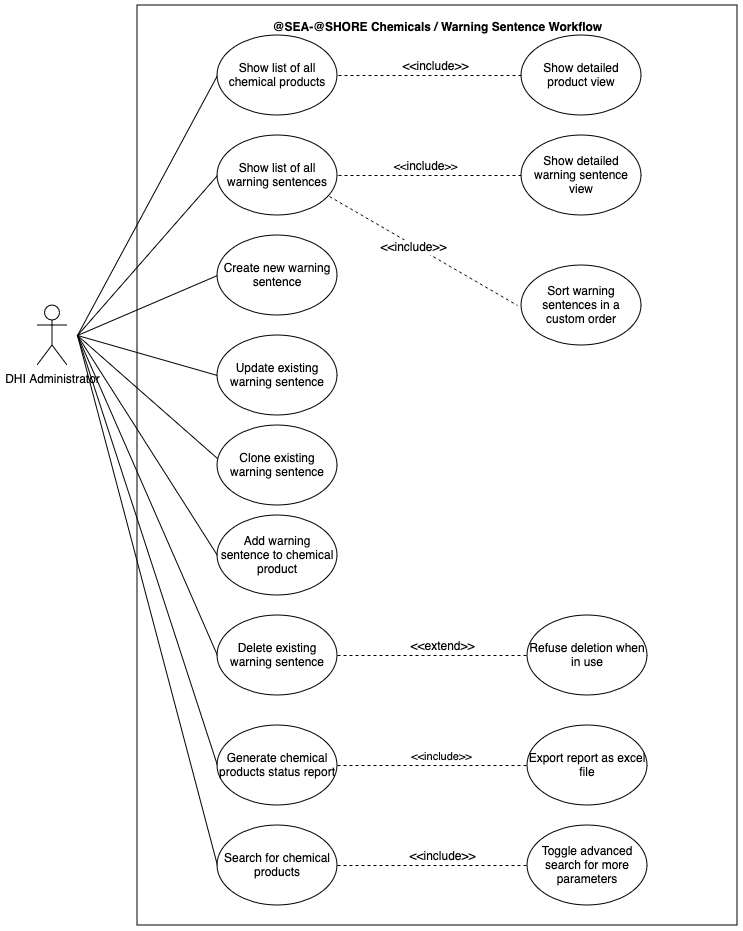 @SEA-@SHORE Chemicals / Warning Sentence Workflow
Show list of all
chemical products
<<include>>
Show detailed
product view
Show list of all
warning sentences
<<include>>
Show detailed
warning sentence
view
<<include>>
Sort warning
sentences in a
custom order
Create new warning
sentence
DHI Administrator
Update existing
warning sentence
Clone existing
warning sentence
Add warning
sentence to chemical
product
Delete existing
warning sentence
<<extend>>
Refuse deletion when
in use
Generate chemical
products status report
<<include>>
Export report as excel
file
Search for chemical
products
<<include>>
Toggle advanced
search for more
parameters